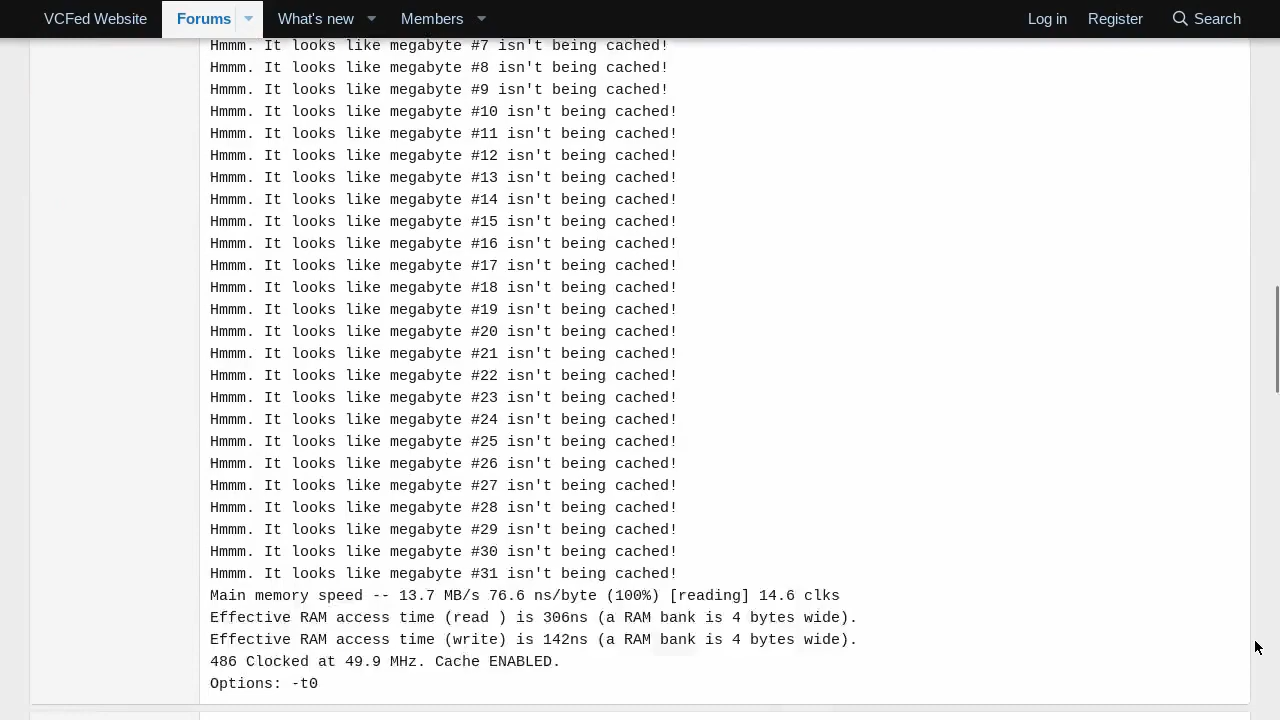 VCFed Website Forums What's new Members Log in Register Search
Hmmm. It looks like megabyte #7 isn't being cached!
Hmmm. It looks like megabyte #8 isn't being cached!
Hmmm. It looks like megabyte #9 isn't being cached!
Hmmm. It looks like megabyte #10 isn't being cached!
Hmmm. It looks like megabyte #11 isn't being cached!
Hmmm. It looks like megabyte #12 isn't being cached!
Hmmm. It looks like megabyte #13 isn't being cached!
Hmmm. It looks like megabyte #14 isn't being cached!
Hmmm. It looks like megabyte #15 isn't being cached!
Hmmm. It looks like megabyte #16 isn't being cached!
Hmmm. It looks like megabyte #17 isn't being cached!
Hmmm. It looks like megabyte #18 isn't being cached!
Hmmm. It looks like megabyte #19 isn't being cached!
Hmmm. It looks like megabyte #20 isn't being cached!
Hmmm. It looks like megabyte #21 isn't being cached!
Hmmm. It looks like megabyte #22 isn't being cached!
Hmmm. It looks like megabyte #23 isn't being cached!
Hmmm. It looks like megabyte #24 isn't being cached!
Hmmm. It looks like megabyte #25 isn't being cached!
Hmmm. It looks like megabyte #26 isn't being cached!
Hmmm. It looks like megabyte #27 isn't being cached!
Hmmm. It looks like megabyte #28 isn't being cached!
Hmmm. It looks like megabyte #29 isn't being cached!
Hmmm. It looks like megabyte #30 isn't being cached!
Hmmm. It looks like megabyte #31 isn't being cached!
Main memory speed -- 13.7 MB/s 76.6 ns/byte (100%) [reading] 14.6 clks
Effective RAM access time (read ) is 306ns (a RAM bank is 4 bytes wide).
Effective RAM access time (write) is 142ns (a RAM bank is 4 bytes wide).
486 Clocked at 49.9 MHz. Cache ENABLED.
Options: -t0